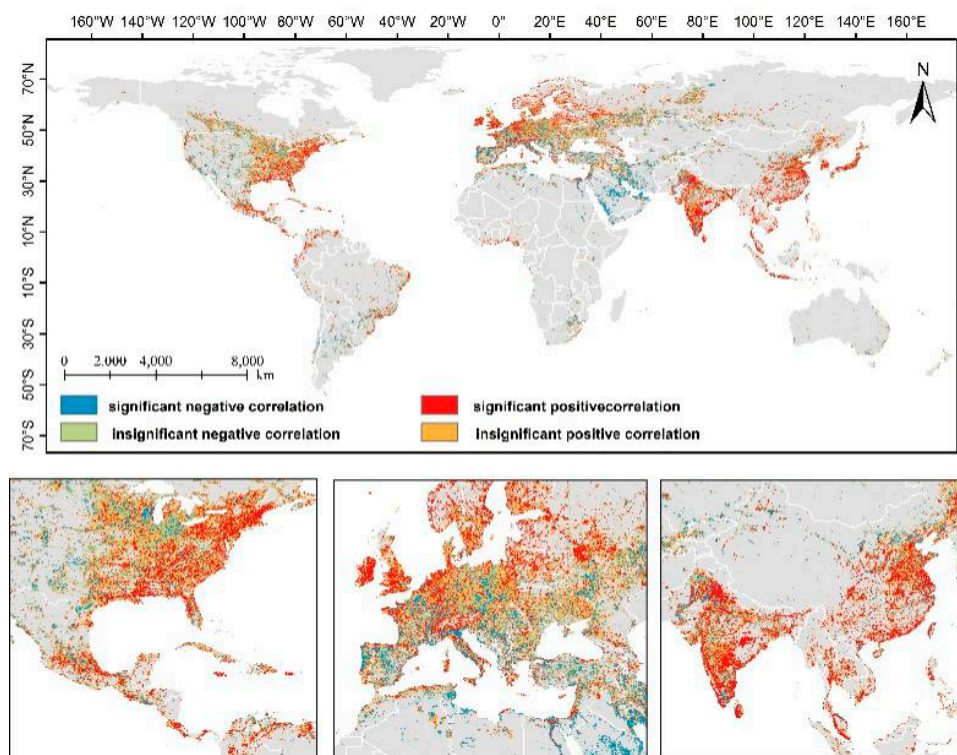 160°W 140°W 120°W 100°W 80°W 60°W 40°W 20°W 0° 20°E 40°E 60°E 80°E 100°E 120°E 140°E 160°E
N
70°N
50°N
30°N
10°N
10°S
30°S
50°S
70°S
0 2,000 4,000 8,000
km
significant negative correlation
significant positivecorrelation
insignificant negative correlation
insignificant positive correlation